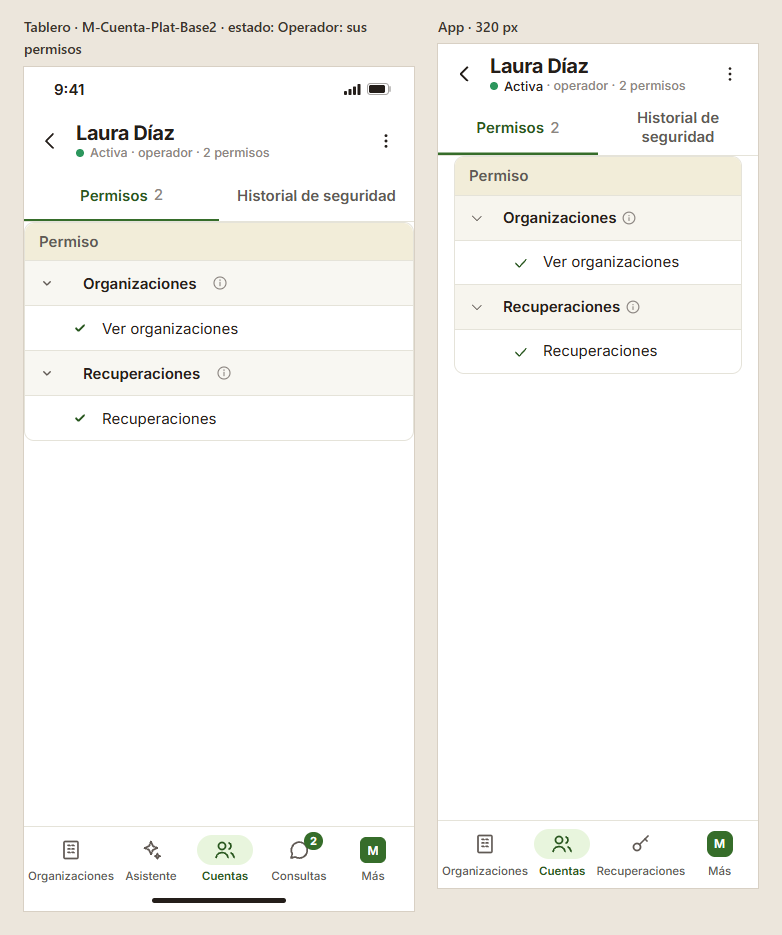 Tablero · M-Cuenta-Plat-Base2 · estado: Operador: sus
permisos
9:41
Laura Díaz
Activa · operador · 2 permisos
Permisos 2
Historial de seguridad
Permiso
Organizaciones
Ver organizaciones
Recuperaciones
Recuperaciones
Organizaciones
Asistente
Cuentas
2
Consultas
M
Más
App · 320 px
Laura Díaz
Activa · operador · 2 permisos
Permisos 2
Historial de
seguridad
Permiso
Organizaciones
Ver organizaciones
Recuperaciones
Recuperaciones
Organizaciones
Cuentas
Recuperaciones
M
Más